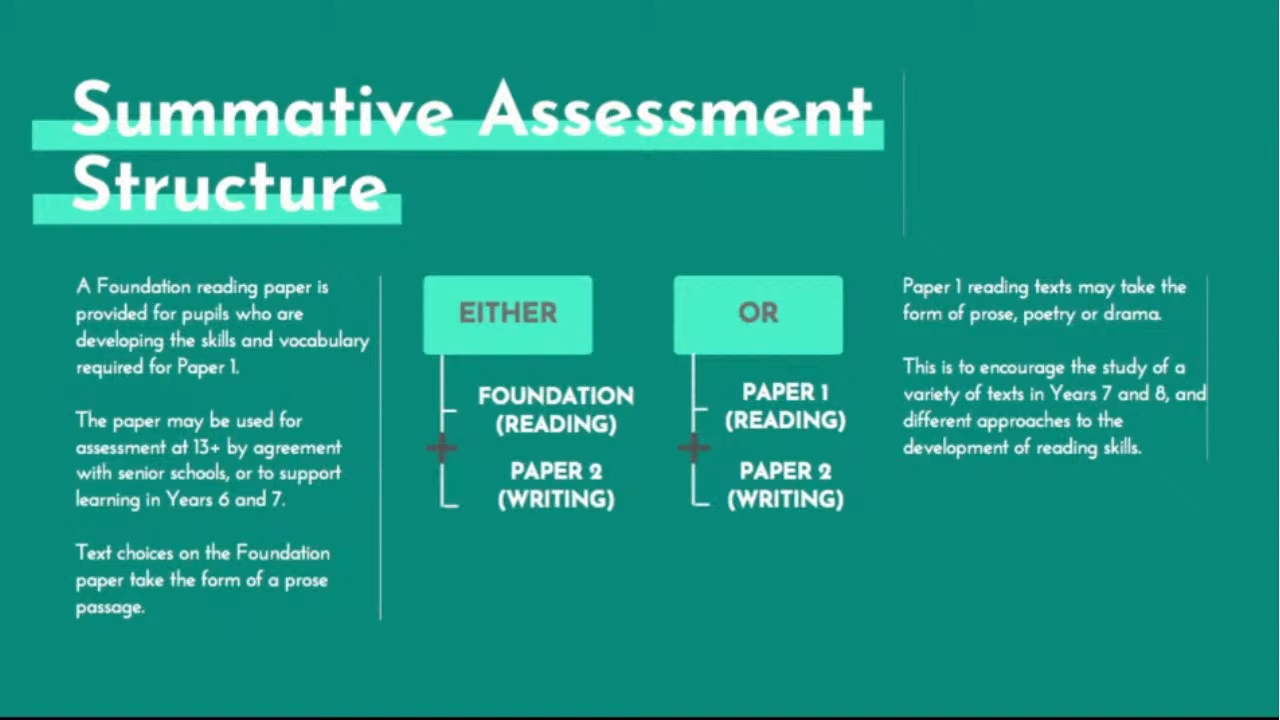 Summative Assessment
Structure
A Foundation reading paper is
provided for pupils who are
developing the skills and vocabulary
required for Paper 1.
The paper may be used for
assessment at 13+ by agreement
with senior schools, or to support
learning in Years 6 and 7.
Text choices on the Foundation
paper take the form of a prose
passage.
EITHER
FOUNDATION
(READING)
PAPER 2
(WRITING)
OR
PAPER 1
(READING)
PAPER 2
(WRITING)
Paper 1 reading texts may take the
form of prose, poetry or drama.
This is to encourage the study of a
variety of texts in Years 7 and 8, and
different approaches to the
development of reading skills.